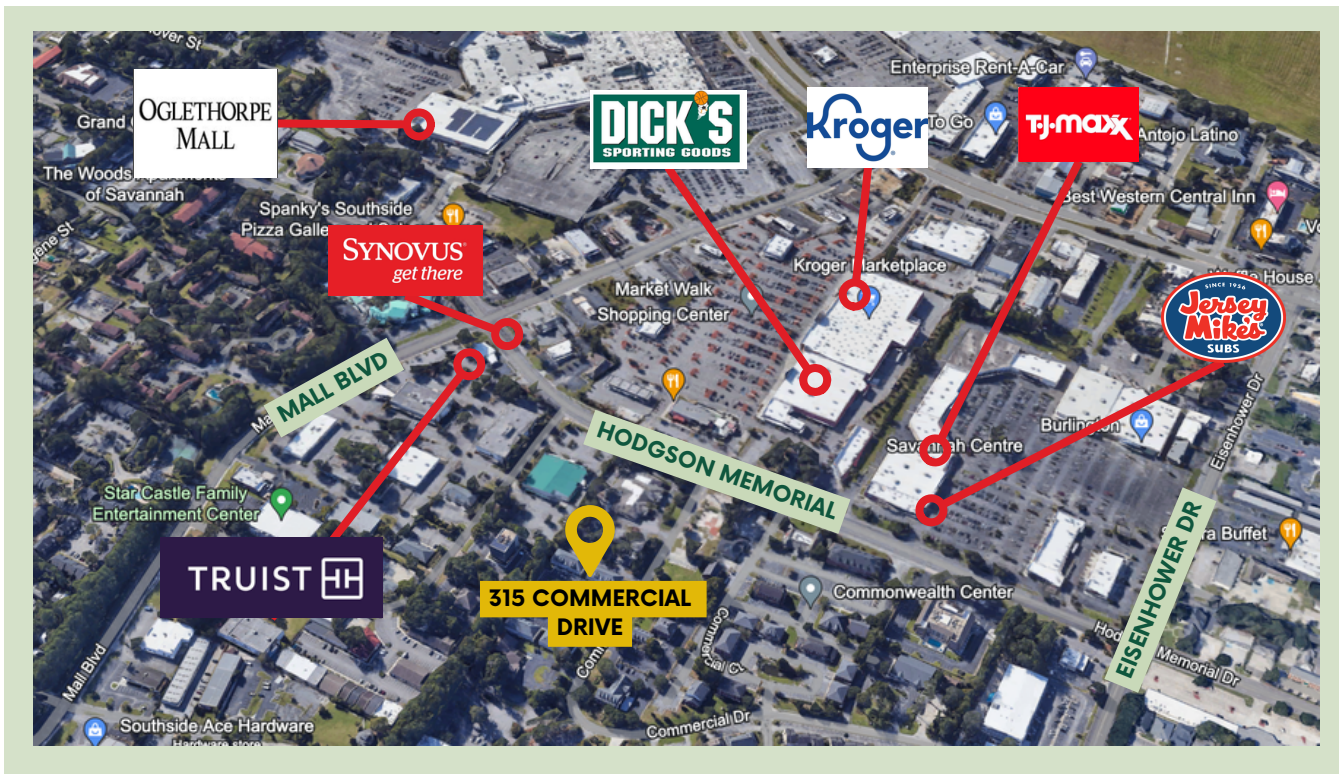 Enterprise Rent-A-Car
OGLETHORPE
MALL
Grand
DICK'S
SPORTING GOODS
Kroger
To Go
T·J·maxx
Antojo Latino
The Woods
of Savannah
Spanky's Southside
Pizza
Best Western Central Inn
SYNOVUS
get there
Kroger Marketplace
House
Market Walk
Shopping Center
SINCE 1956
Jersey
Mike's
SUBS
MALL BLVD
Eisenhower Dr
HODGSON MEMORIAL
Burlington
Savannah Centre
Star Castle Family
Entertainment Center
Buffet
TRUIST
315 COMMERCIAL
DRIVE
Commonwealth Center
EISENHOWER DR
Memorial Dr
Mall Blvd
Commercial Dr
Southside Ace Hardware
Hardware store